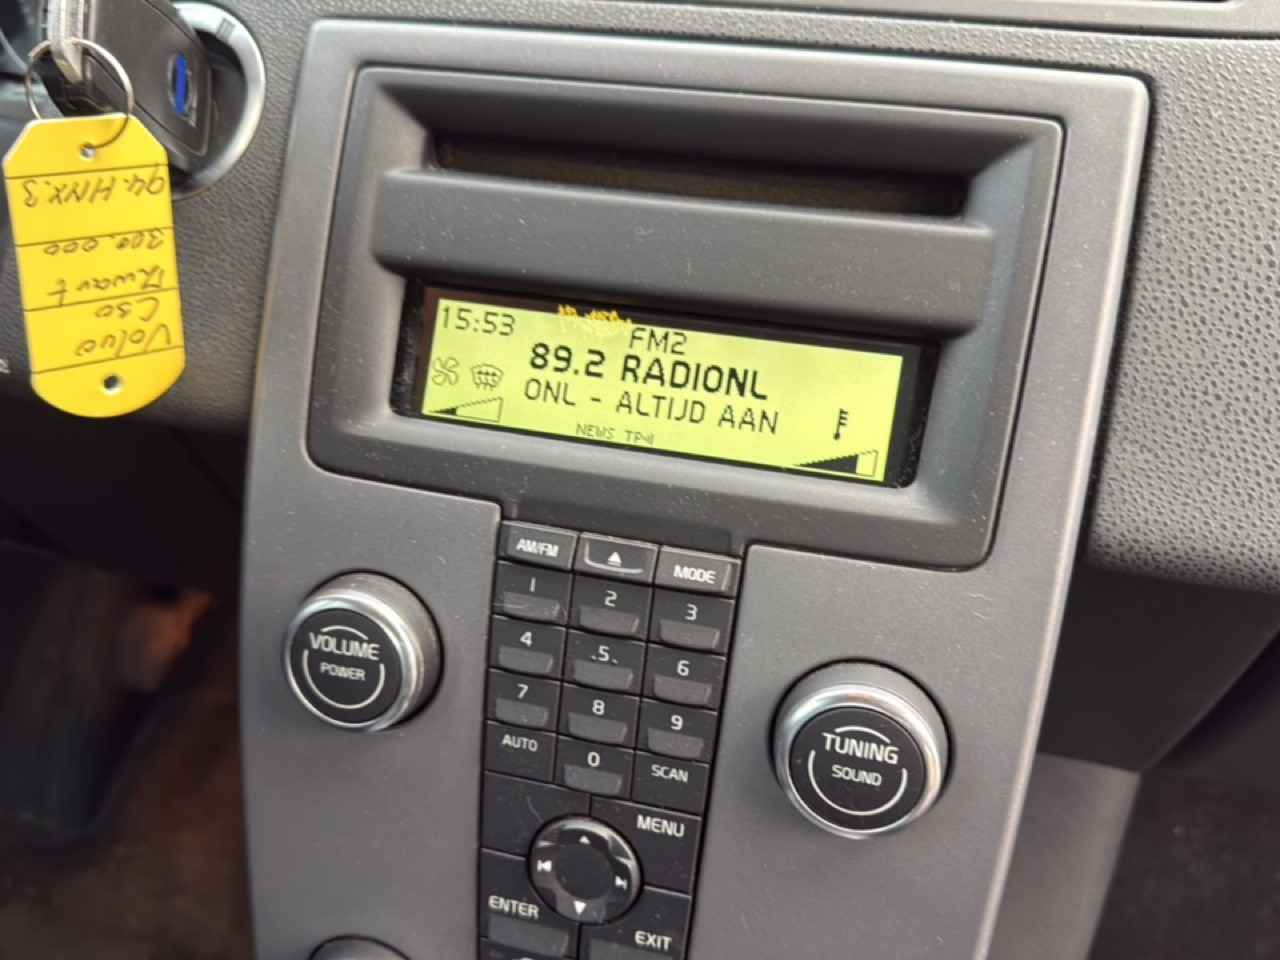 Volvo
C30
Zwart
300.000
94.HNX.3
15:53
FM2
89.2 RADIONL
ONL - ALTIJD AAN
NEWS TP
AM/FM
MODE
1
2
3
4
5
6
7
8
9
AUTO
0
SCAN
VOLUME
POWER
TUNING
SOUND
MENU
ENTER
EXIT